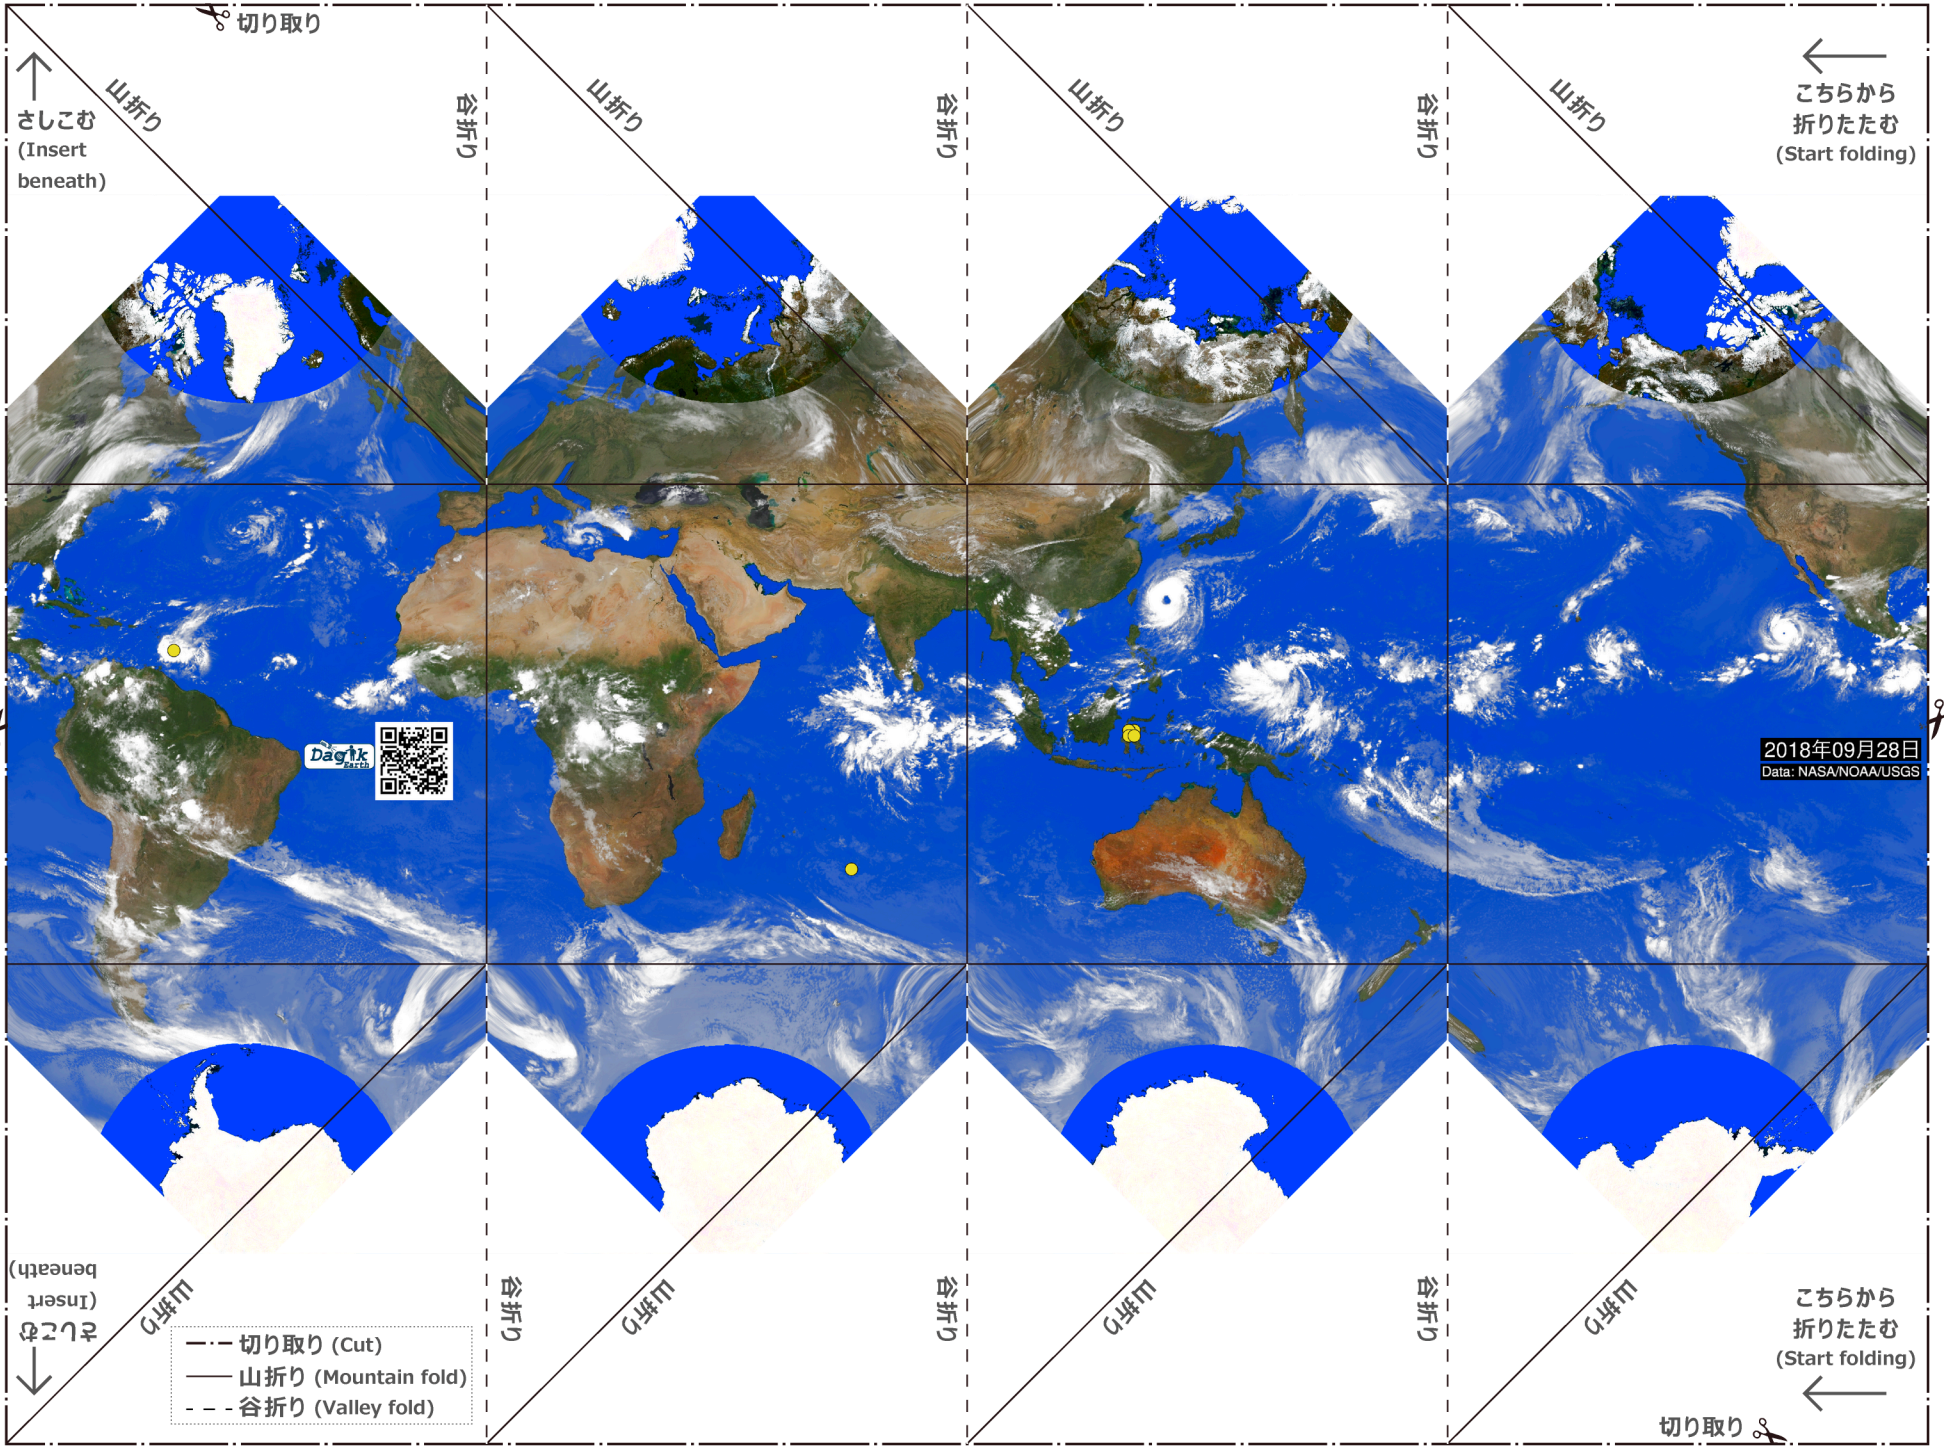 切り取り
山折り
谷折り
山折り
谷折り
山折り
谷折り
山折り
さしこむ
(Insert
beneath)
こちらから
折りたたむ
(Start folding)
Dagik
Earth
2018年09月28日
Data: NASA/NOAA/USGS
さしこむ
(Insert
beneath)
山折り
谷折り
山折り
谷折り
山折り
谷折り
山折り
切り取り (Cut)
山折り (Mountain fold)
谷折り (Valley fold)
こちらから
折りたたむ
(Start folding)
切り取り